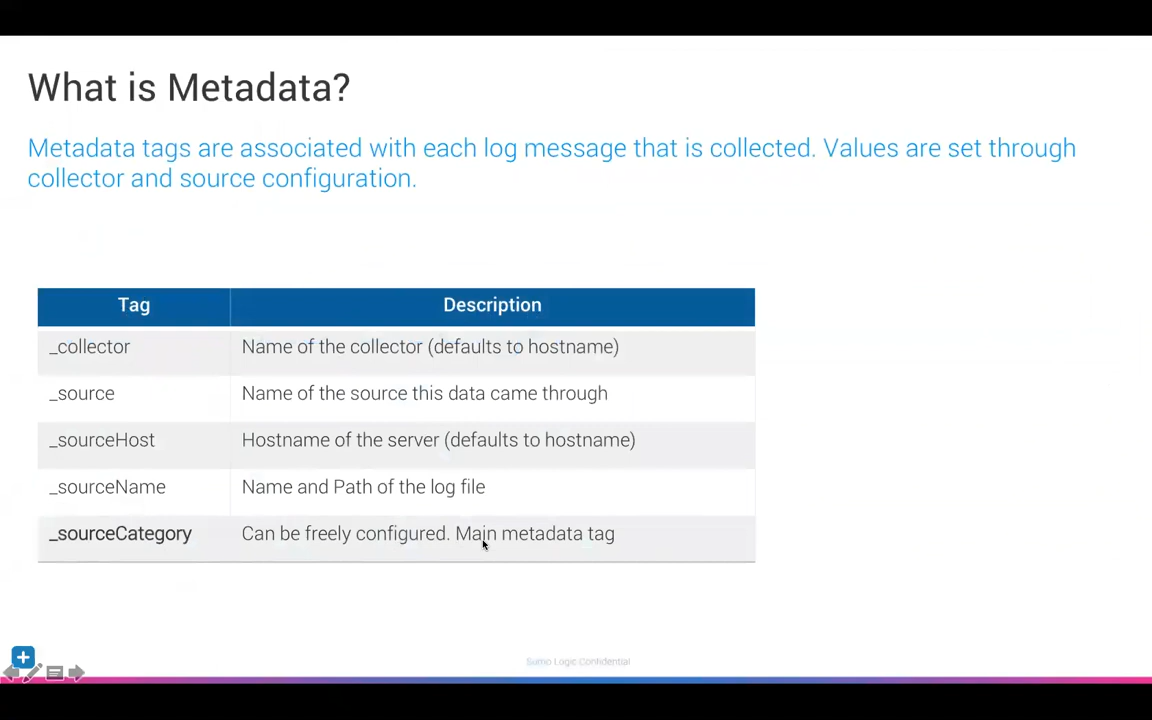 What is Metadata?
Metadata tags are associated with each log message that is collected. Values are set through
collector and source configuration.
Tag Description
_collector Name of the collector (defaults to hostname)
_source Name of the source this data came through
_sourceHost Hostname of the server (defaults to hostname)
_sourceName Name and Path of the log file
_sourceCategory Can be freely configured. Main metadata tag
Sumo Logic Confidential